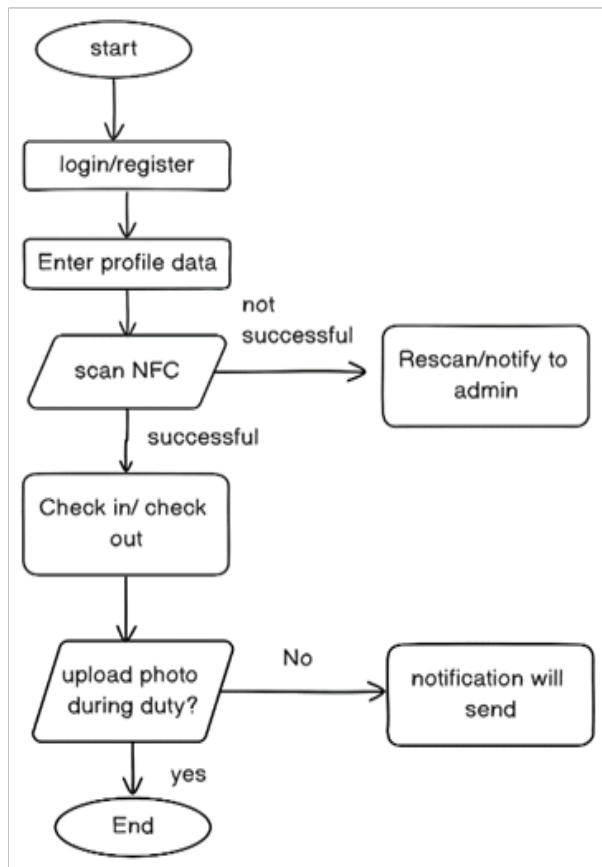 start
login/register
Enter profile data
not
successful
scan NFC
Rescan/notify to
admin
successful
Check in/ check
out
upload photo
during duty?
No
notification will
send
yes
End